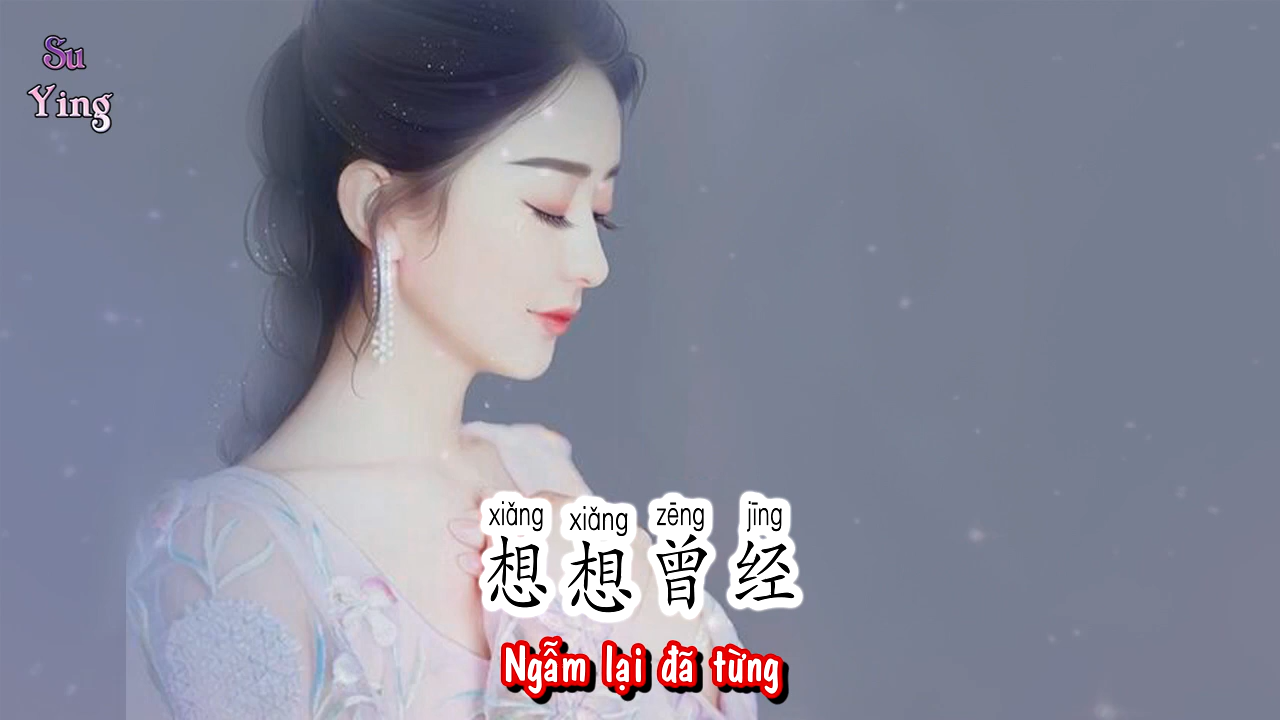 Su
Ying
xiǎng xiǎng zēng jīng
想想曾经
Ngẫm lại đã từng